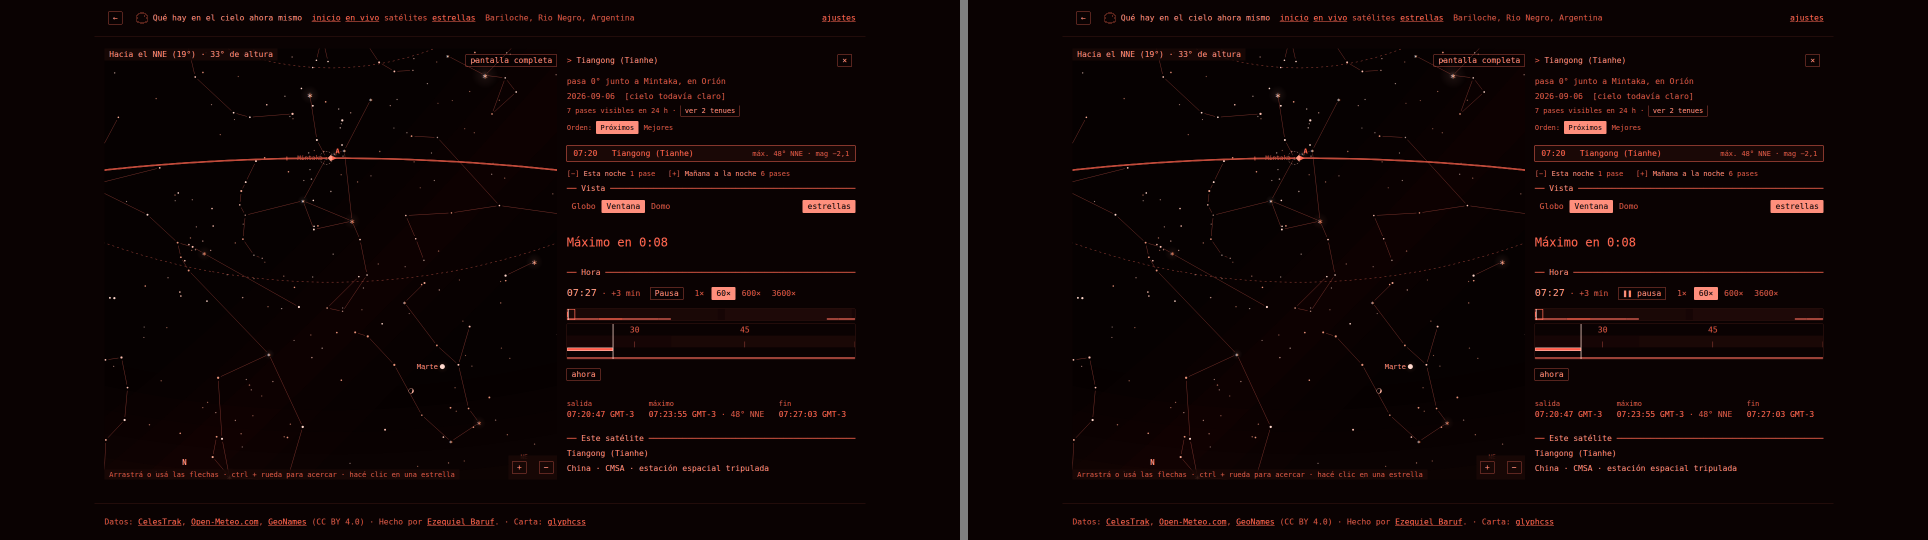 ← Qué hay en el cielo ahora mismo inicio en vivo satélites estrellas Bariloche, Rio Negro, Argentina ajustes
Hacia el NNE (19°) · 33° de altura
pantalla completa
Mintaka
A
Marte
N
+ −
Arrastrá o usá las flechas · ctrl + rueda para acercar · hacé clic en una estrella
> Tiangong (Tianhe) ×
pasa 0° junto a Mintaka, en Orión
2026-09-06 [cielo todavía claro]
7 pases visibles en 24 h · ver 2 tenues
Orden: Próximos Mejores
07:20 Tiangong (Tianhe) máx. 48° NNE · mag −2,1
[−] Esta noche 1 pase [+] Mañana a la noche 6 pases
Vista
Globo Ventana Domo estrellas
Máximo en 0:08
Hora
07:27 · +3 min Pausa 1× 60× 600× 3600×
30 45
ahora
salida máximo fin
07:20:47 GMT-3 07:23:55 GMT-3 · 48° NNE 07:27:03 GMT-3
Este satélite
Tiangong (Tianhe)
China · CMSA · estación espacial tripulada
Datos: CelesTrak, Open-Meteo.com, GeoNames (CC BY 4.0) · Hecho por Ezequiel Baruf. · Carta: glyphcss
← Qué hay en el cielo ahora mismo inicio en vivo satélites estrellas Bariloche, Rio Negro, Argentina ajustes
Hacia el NNE (19°) · 33° de altura
pantalla completa
Mintaka
A
Marte
N
+ −
Arrastrá o usá las flechas · ctrl + rueda para acercar · hacé clic en una estrella
> Tiangong (Tianhe) ×
pasa 0° junto a Mintaka, en Orión
2026-09-06 [cielo todavía claro]
7 pases visibles en 24 h · ver 2 tenues
Orden: Próximos Mejores
07:20 Tiangong (Tianhe) máx. 48° NNE · mag −2,1
[−] Esta noche 1 pase [+] Mañana a la noche 6 pases
Vista
Globo Ventana Domo estrellas
Máximo en 0:08
Hora
07:27 · +3 min ❚❚ pausa 1× 60× 600× 3600×
30 45
ahora
salida máximo fin
07:20:47 GMT-3 07:23:55 GMT-3 · 48° NNE 07:27:03 GMT-3
Este satélite
Tiangong (Tianhe)
China · CMSA · estación espacial tripulada
Datos: CelesTrak, Open-Meteo.com, GeoNames (CC BY 4.0) · Hecho por Ezequiel Baruf. · Carta: glyphcss